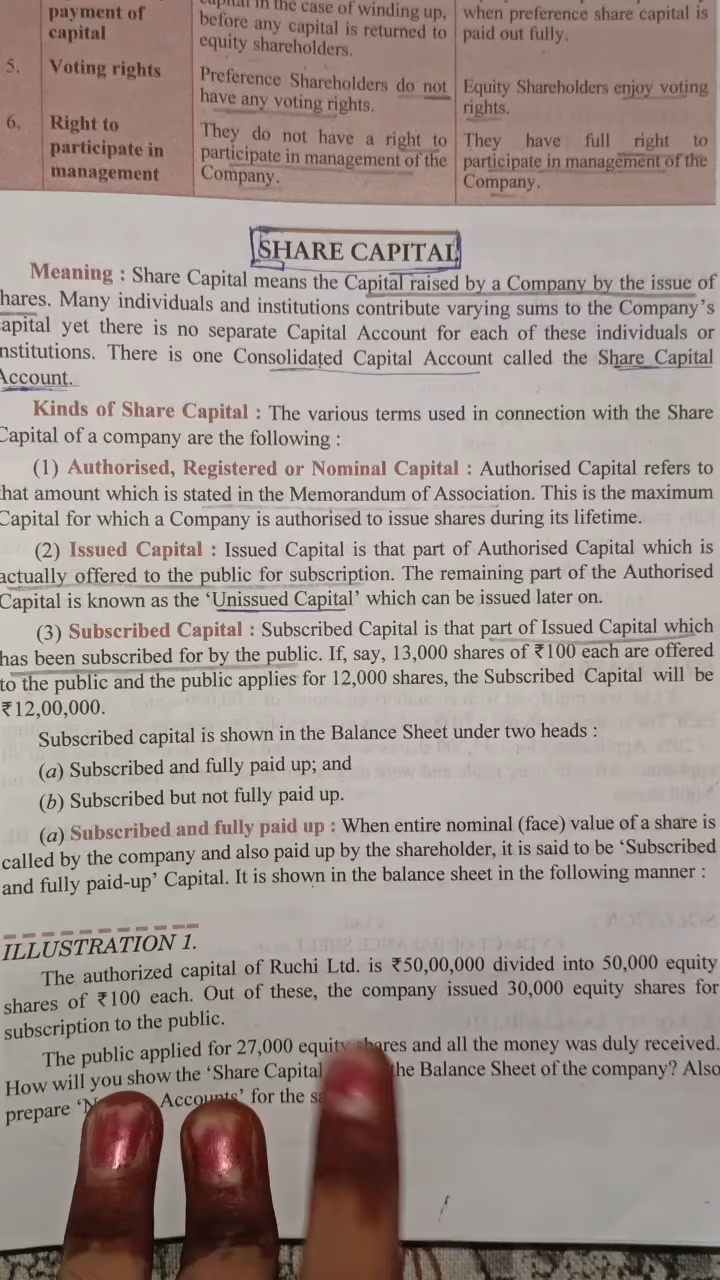 payment of
capital
capital in the case of winding up,
before any capital is returned to
equity shareholders.
when preference share capital is
paid out fully.
5. Voting rights
Preference Shareholders do not
have any voting rights.
Equity Shareholders enjoy voting
rights.
6. Right to
participate in
management
They do not have a right to
participate in management of the
Company.
They have full right to
participate in management of the
Company.
SHARE CAPITAL
Meaning : Share Capital means the Capital raised by a Company by the issue of
hares. Many individuals and institutions contribute varying sums to the Company's
apital yet there is no separate Capital Account for each of these individuals or
nstitutions. There is one Consolidated Capital Account called the Share Capital
Account.
Kinds of Share Capital : The various terms used in connection with the Share
Capital of a company are the following :
(1) Authorised, Registered or Nominal Capital : Authorised Capital refers to
hat amount which is stated in the Memorandum of Association. This is the maximum
Capital for which a Company is authorised to issue shares during its lifetime.
(2) Issued Capital : Issued Capital is that part of Authorised Capital which is
actually offered to the public for subscription. The remaining part of the Authorised
Capital is known as the 'Unissued Capital' which can be issued later on.
(3) Subscribed Capital : Subscribed Capital is that part of Issued Capital which
has been subscribed for by the public. If, say, 13,000 shares of ₹100 each are offered
to the public and the public applies for 12,000 shares, the Subscribed Capital will be
₹12,00,000.
Subscribed capital is shown in the Balance Sheet under two heads :
(a) Subscribed and fully paid up; and
(b) Subscribed but not fully paid up.
(a) Subscribed and fully paid up : When entire nominal (face) value of a share is
called by the company and also paid up by the shareholder, it is said to be 'Subscribed
and fully paid-up' Capital. It is shown in the balance sheet in the following manner :
ILLUSTRATION 1.
The authorized capital of Ruchi Ltd. is ₹50,00,000 divided into 50,000 equity
shares of ₹100 each. Out of these, the company issued 30,000 equity shares for
subscription to the public.
The public applied for 27,000 equity shares and all the money was duly received.
How will you show the 'Share Capital the Balance Sheet of the company? Also
prepare Accounts' for the